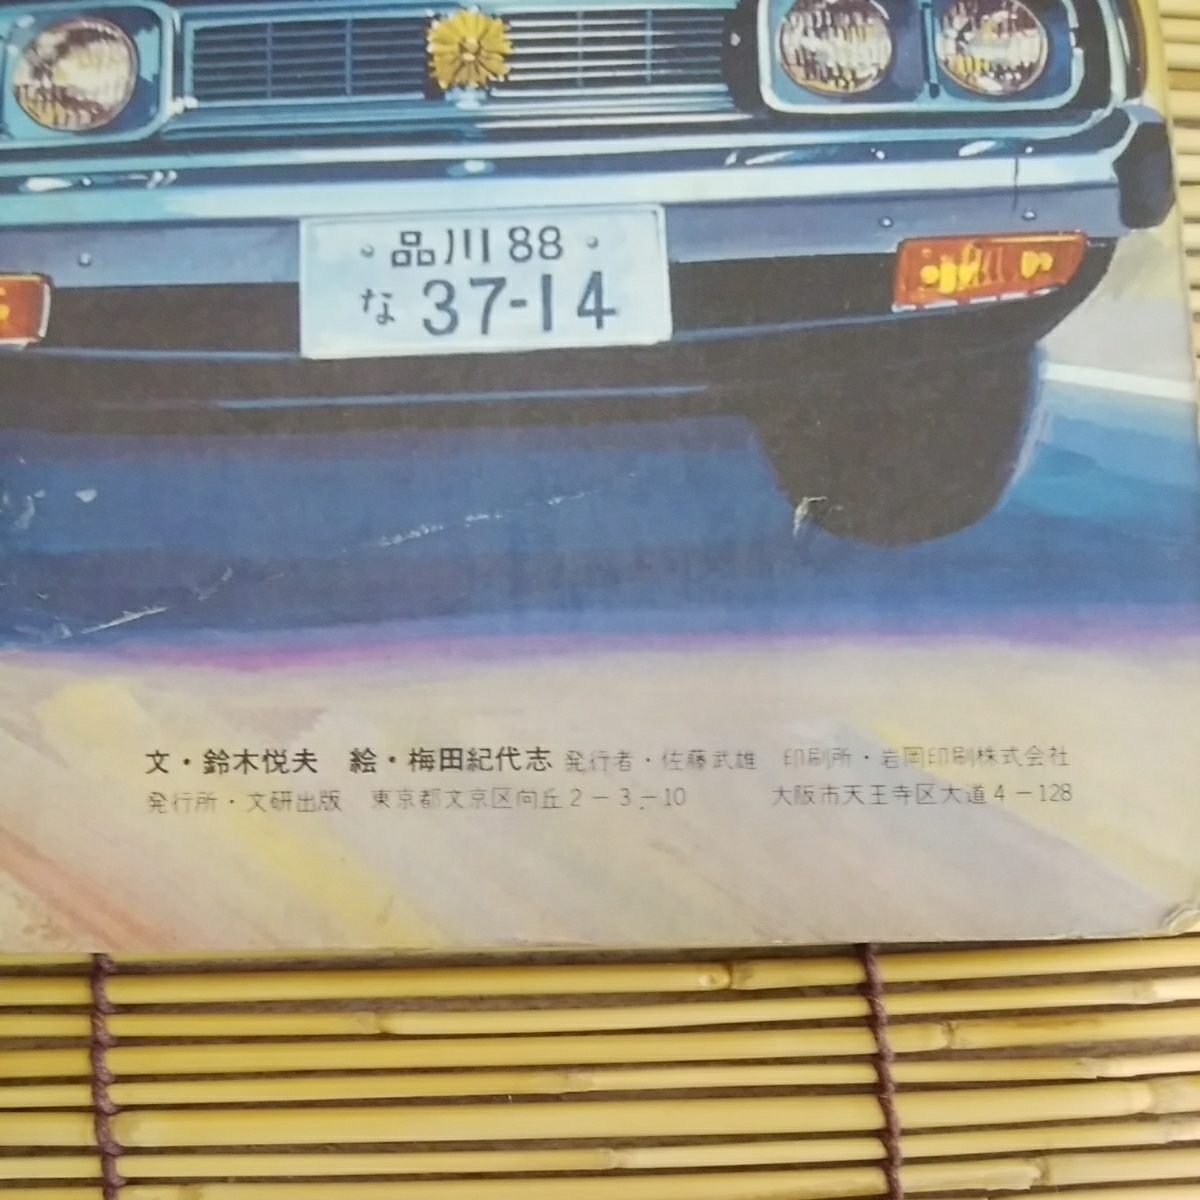 品川 88
な 37-14
文・鈴木悦夫 絵・梅田紀代志 発行者・佐藤武雄 印刷所・岩岡印刷株式会社
発行所・文研出版 東京都文京区向丘2-3-10 大阪市天王寺区大道4-128